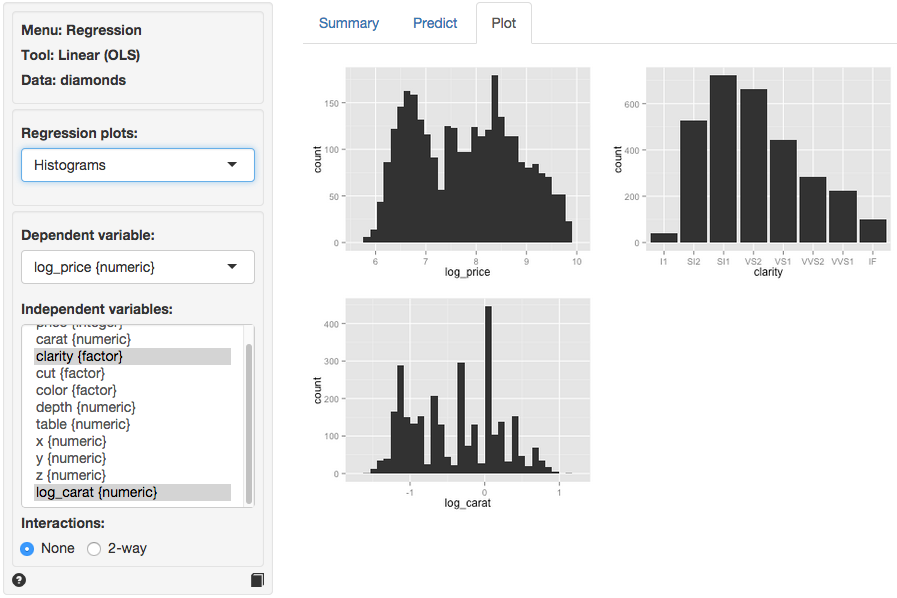 Menu: Regression
Tool: Linear (OLS)
Data: diamonds
Regression plots:
Histograms
Dependent variable:
log_price {numeric}
Independent variables:
price {integer}
carat {numeric}
clarity {factor}
cut {factor}
color {factor}
depth {numeric}
table {numeric}
x {numeric}
y {numeric}
z {numeric}
log_carat {numeric}
Interactions:
None 2-way
?
Summary Predict Plot
150
100
50
0
count
6 7 8 9 10
log_price
600
400
200
0
count
I1 SI2 SI1 VS2 VS1 VVS2 VVS1 IF
clarity
400
300
200
100
0
count
-1 0 1
log_carat